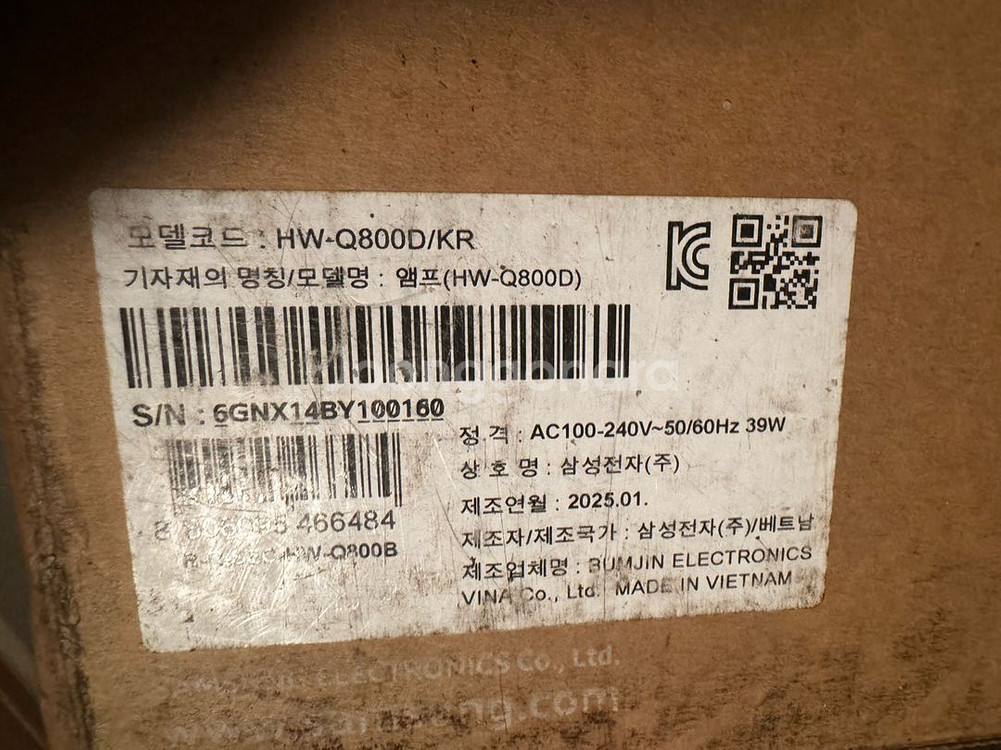 모델코드 : HW-Q800D/KR
기자재의 명칭/모델명 : 앰프(HW-Q800D)
S/N : 6GNX14BY100160
정 격 : AC100-240V~50/60Hz 39W
상 호 명 : 삼성전자(주)
제조연월 : 2025.01.
제조자/제조국가 : 삼성전자(주)/베트남
제조업체명 : BUMJIN ELECTRONICS
VINA Co., Ltd. MADE IN VIETNAM
466484
HW-Q800B
ELECTRONICS Co., Ltd.